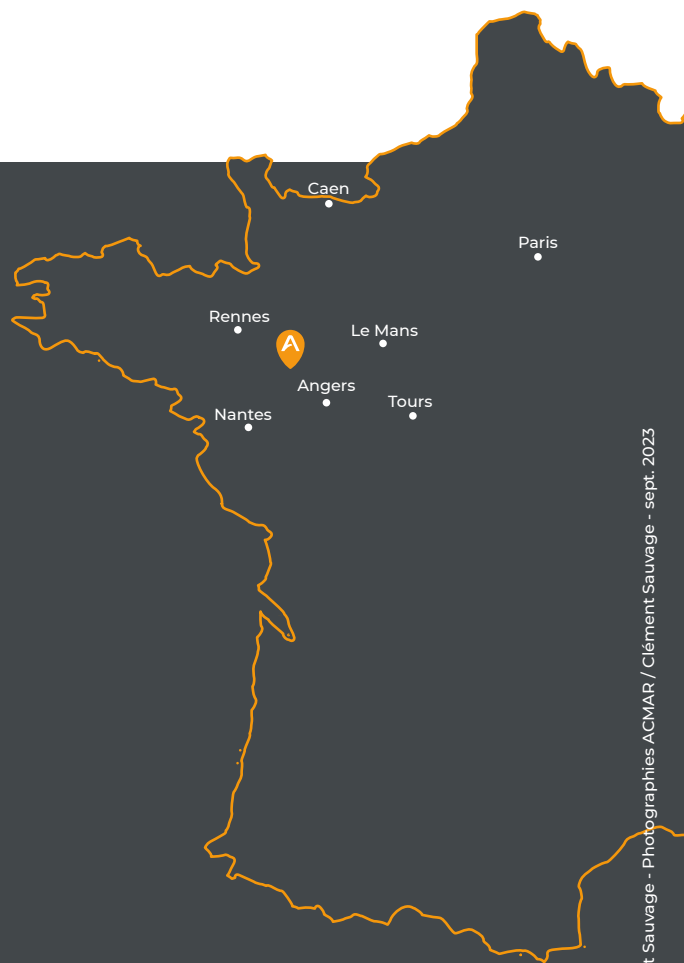 Caen
Paris
Rennes
A
Le Mans
Angers
Tours
Nantes
t Sauvage - Photographies ACMAR / Clément Sauvage - sept. 2023